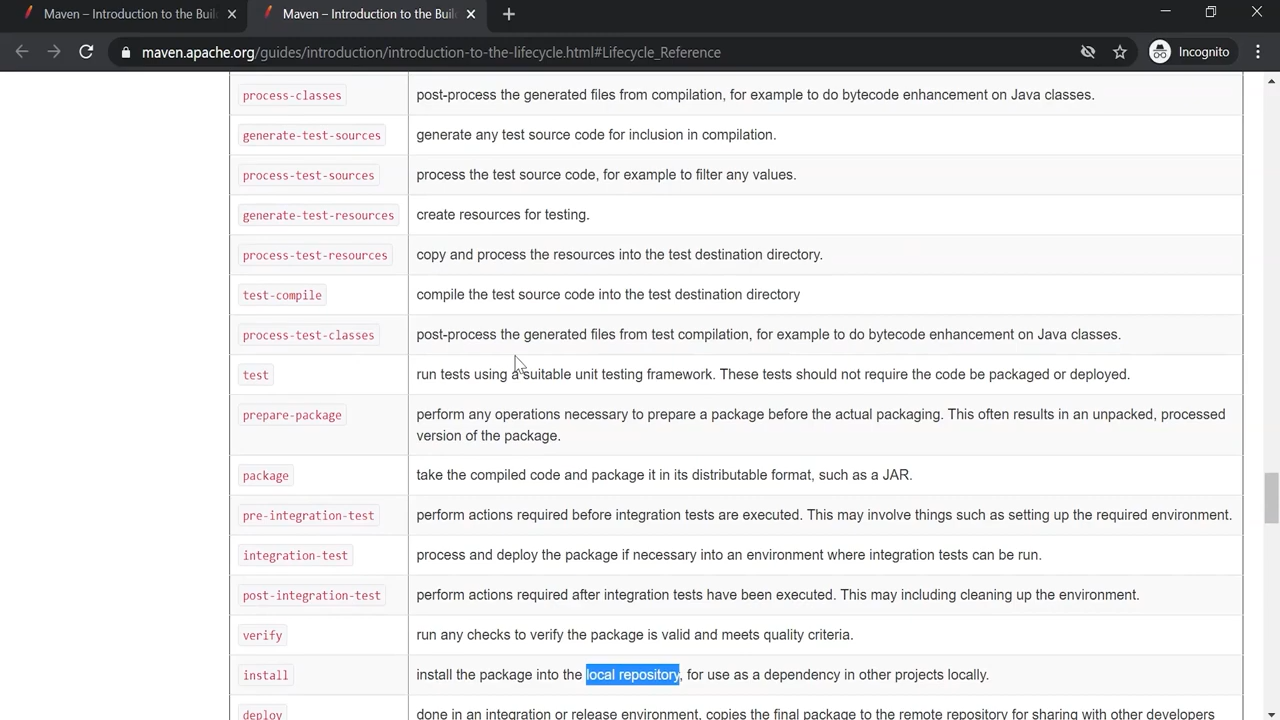 Maven – Introduction to the Buil
Maven – Introduction to the Buil
maven.apache.org/guides/introduction/introduction-to-the-lifecycle.html#Lifecycle_Reference
Incognito
process-classes post-process the generated files from compilation, for example to do bytecode enhancement on Java classes.
generate-test-sources generate any test source code for inclusion in compilation.
process-test-sources process the test source code, for example to filter any values.
generate-test-resources create resources for testing.
process-test-resources copy and process the resources into the test destination directory.
test-compile compile the test source code into the test destination directory
process-test-classes post-process the generated files from test compilation, for example to do bytecode enhancement on Java classes.
test run tests using a suitable unit testing framework. These tests should not require the code be packaged or deployed.
prepare-package perform any operations necessary to prepare a package before the actual packaging. This often results in an unpacked, processed
version of the package.
package take the compiled code and package it in its distributable format, such as a JAR.
pre-integration-test perform actions required before integration tests are executed. This may involve things such as setting up the required environment.
integration-test process and deploy the package if necessary into an environment where integration tests can be run.
post-integration-test perform actions required after integration tests have been executed. This may including cleaning up the environment.
verify run any checks to verify the package is valid and meets quality criteria.
install install the package into the local repository, for use as a dependency in other projects locally.
deploy done in an integration or release environment, copies the final package to the remote repository for sharing with other developers